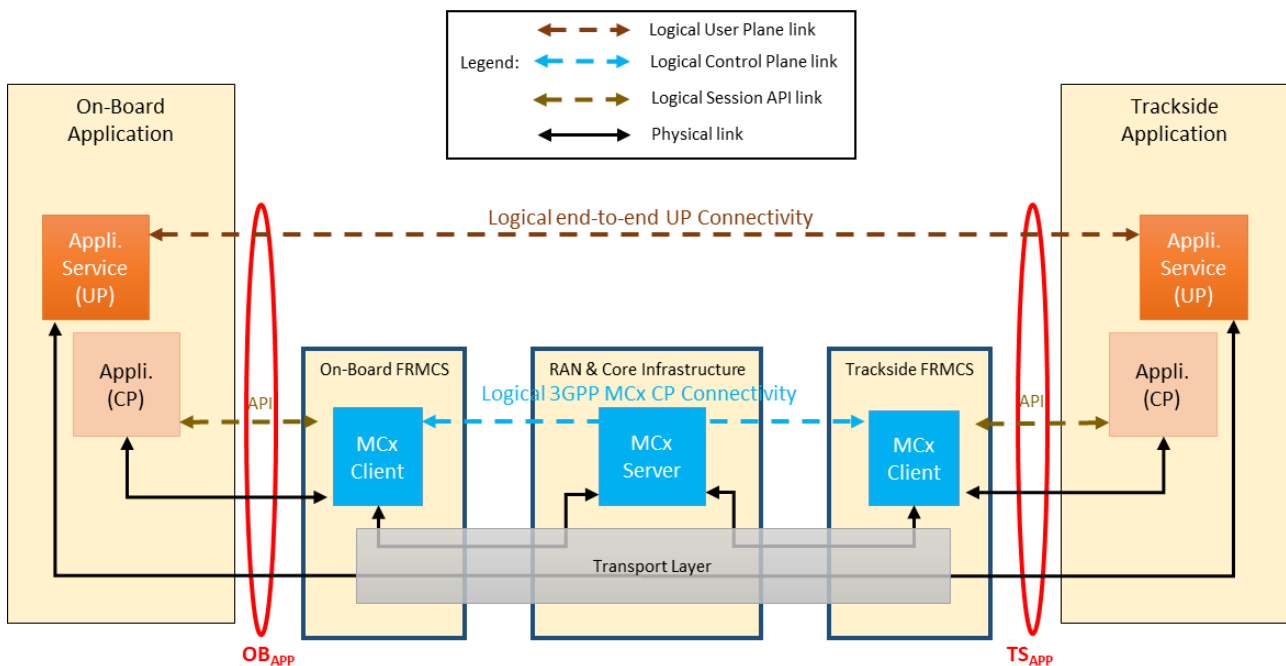 Logical User Plane link
Legend:
Logical Control Plane link
Logical Session API link
Physical link
On-Board
Application
Trackside
Application
Logical end-to-end UP Connectivity
Appli.
Service
(UP)
Appli.
Service
(UP)
Appli.
(CP)
Appli.
(CP)
On-Board FRMCS
RAN & Core Infrastructure
Trackside FRMCS
Logical 3GPP MCx CP Connectivity
API
API
MCx
Client
MCx
Server
MCx
Client
Transport Layer
OBAPP
TSAPP